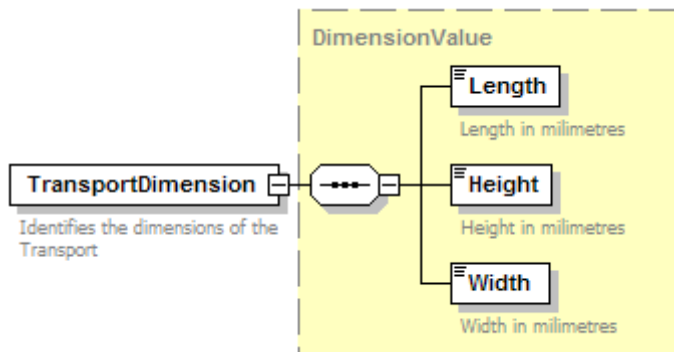 DimensionValue
Length
Length in milimetres
TransportDimension
Identifies the dimensions of the
Transport
Height
Height in milimetres
Width
Width in milimetres